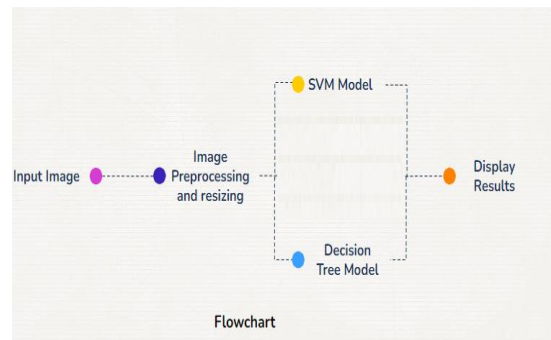 SVM Model
Input Image
Image
Preprocessing
and resizing
Display
Results
Decision
Tree Model
Flowchart